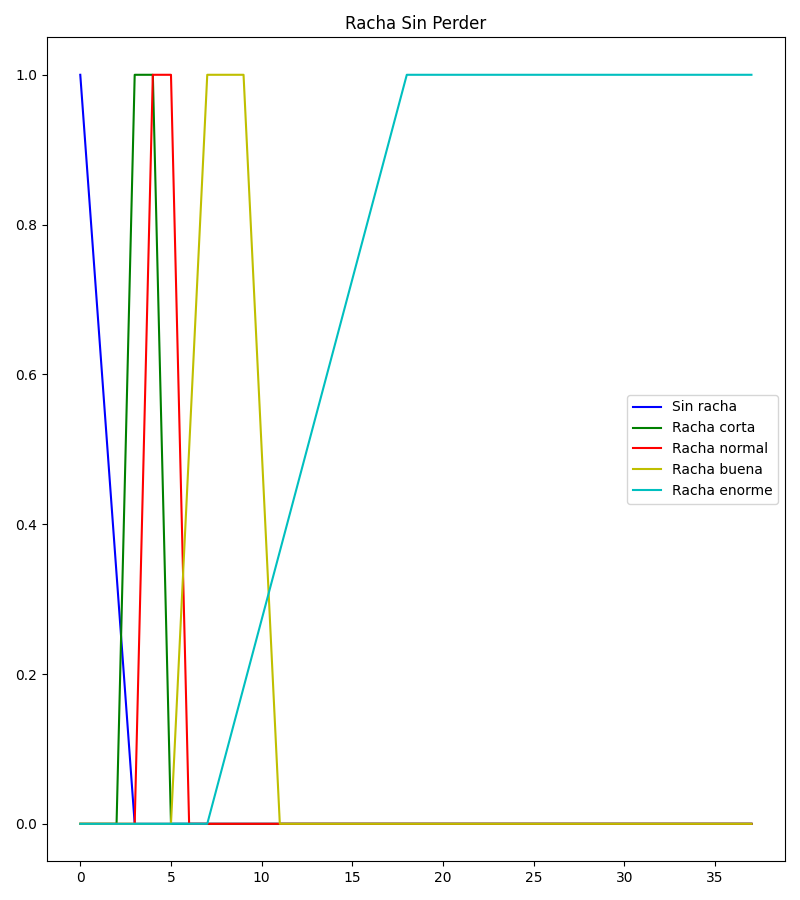 Racha Sin Perder
1.0
0.8
0.6
0.4
0.2
0.0
Sin racha
Racha corta
Racha normal
Racha buena
Racha enorme
0 5 10 15 20 25 30 35